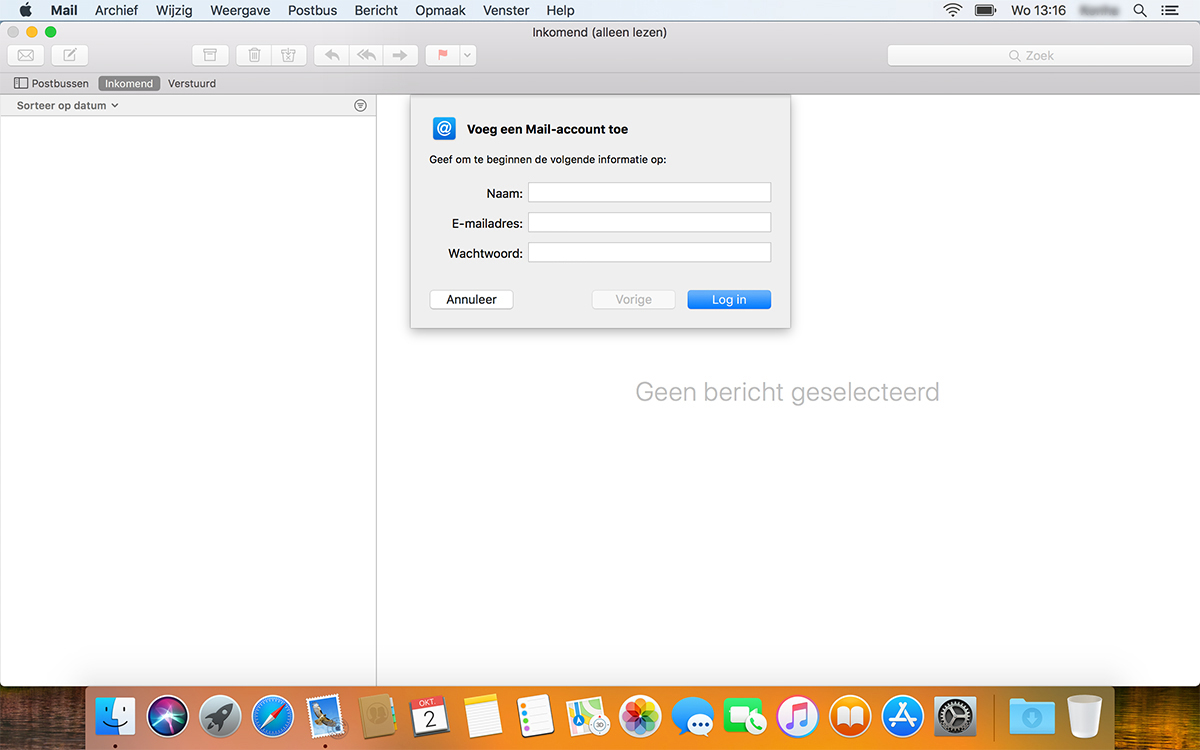 Mail Archief Wijzig Weergave Postbus Bericht Opmaak Venster Help Wo 13:16
Inkomend (alleen lezen)
Zoek
Postbussen Inkomend Verstuurd
Sorteer op datum
Voeg een Mail-account toe
Geef om te beginnen de volgende informatie op:
Naam:
E-mailadres:
Wachtwoord:
Annuleer Vorige Log in
Geen bericht geselecteerd
OKT.
2